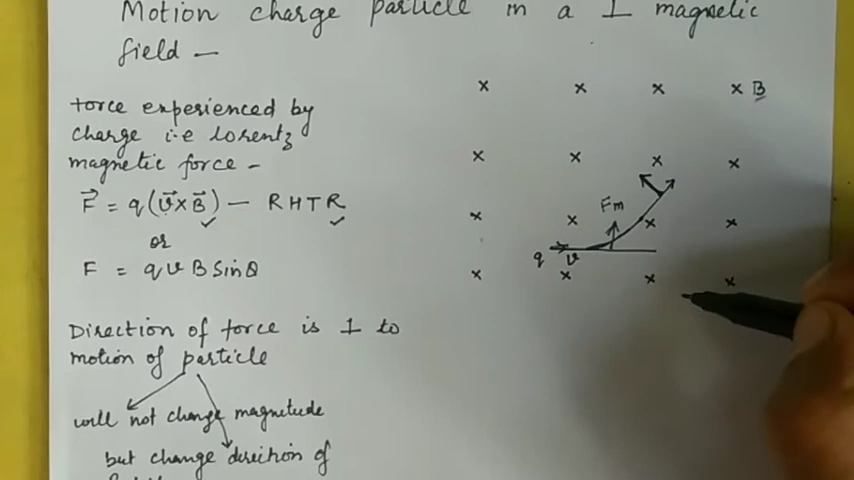 Motion charge particle in a ⊥ magnetic
field —
force experienced by
charge i.e lorentz
magnetic force -
F⃗ = q(v⃗×B⃗) — RHTR
or
F = qvBSinθ
Direction of force is ⊥ to
motion of particle
will not change magnitude
but change direction of
× × × × B
× × × ×
Fm
× × × ×
q v
× × × ×